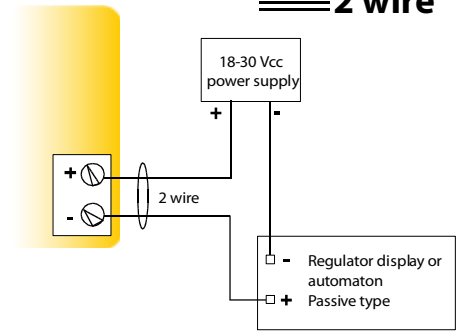 2 wire
18-30 Vcc
power supply
+ -
+
2 wire
-
- Regulator display or
automaton
+ Passive type